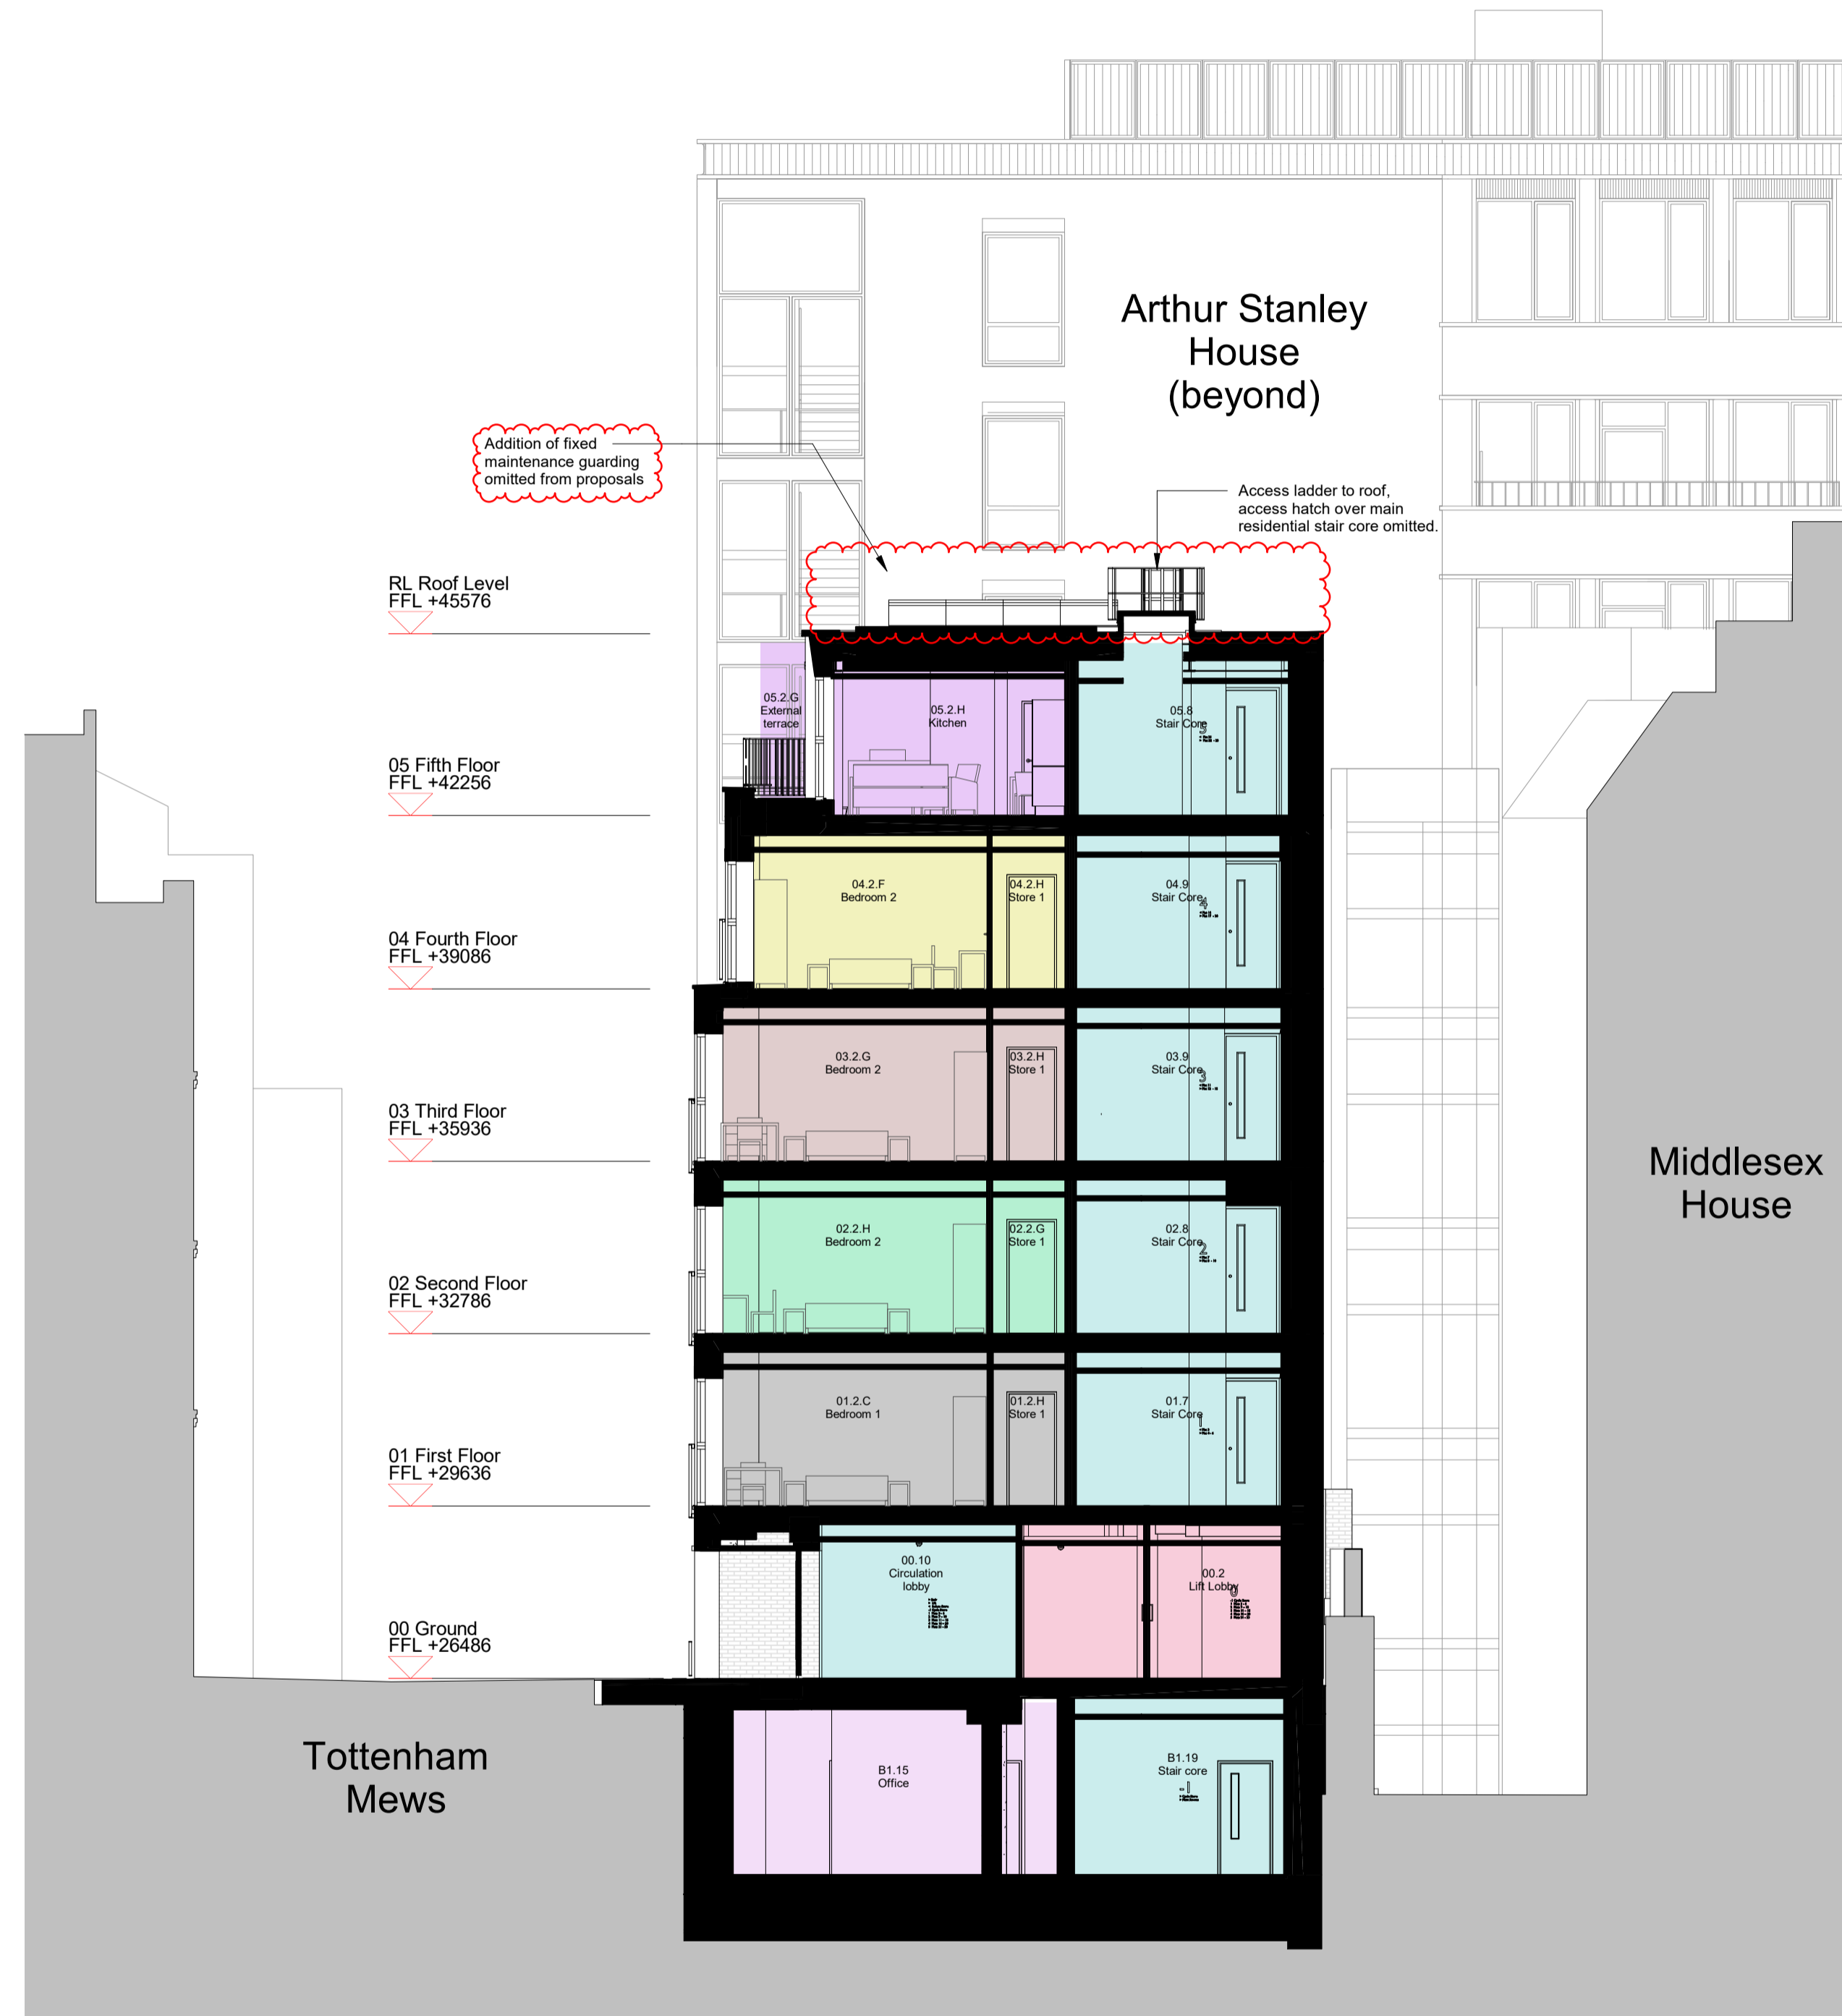 Arthur Stanley
House
(beyond)
Addition of fixed
maintenance guarding
omitted from proposals
Access ladder to roof,
access hatch over main
residential stair core omitted.
RL Roof Level
FFL +45576
05.2.G
External
terrace
05.2.H
Kitchen
05.8
Stair Core
5
05 Fifth Floor
FFL +42256
04.2.F
Bedroom 2
04.2.H
Store 1
04.9
Stair Core
4
04 Fourth Floor
FFL +39086
03.2.G
Bedroom 2
03.2.H
Store 1
03.9
Stair Core
3
03 Third Floor
FFL +35936
Middlesex
House
02.2.H
Bedroom 2
02.2.G
Store 1
02.8
Stair Core
2
02 Second Floor
FFL +32786
01.2.C
Bedroom 1
01.2.H
Store 1
01.7
Stair Core
1
01 First Floor
FFL +29636
00.10
Circulation
lobby
00.2
Lift Lobby
0
00 Ground
FFL +26486
Tottenham
Mews
B1.15
Office
B1.19
Stair core
-1